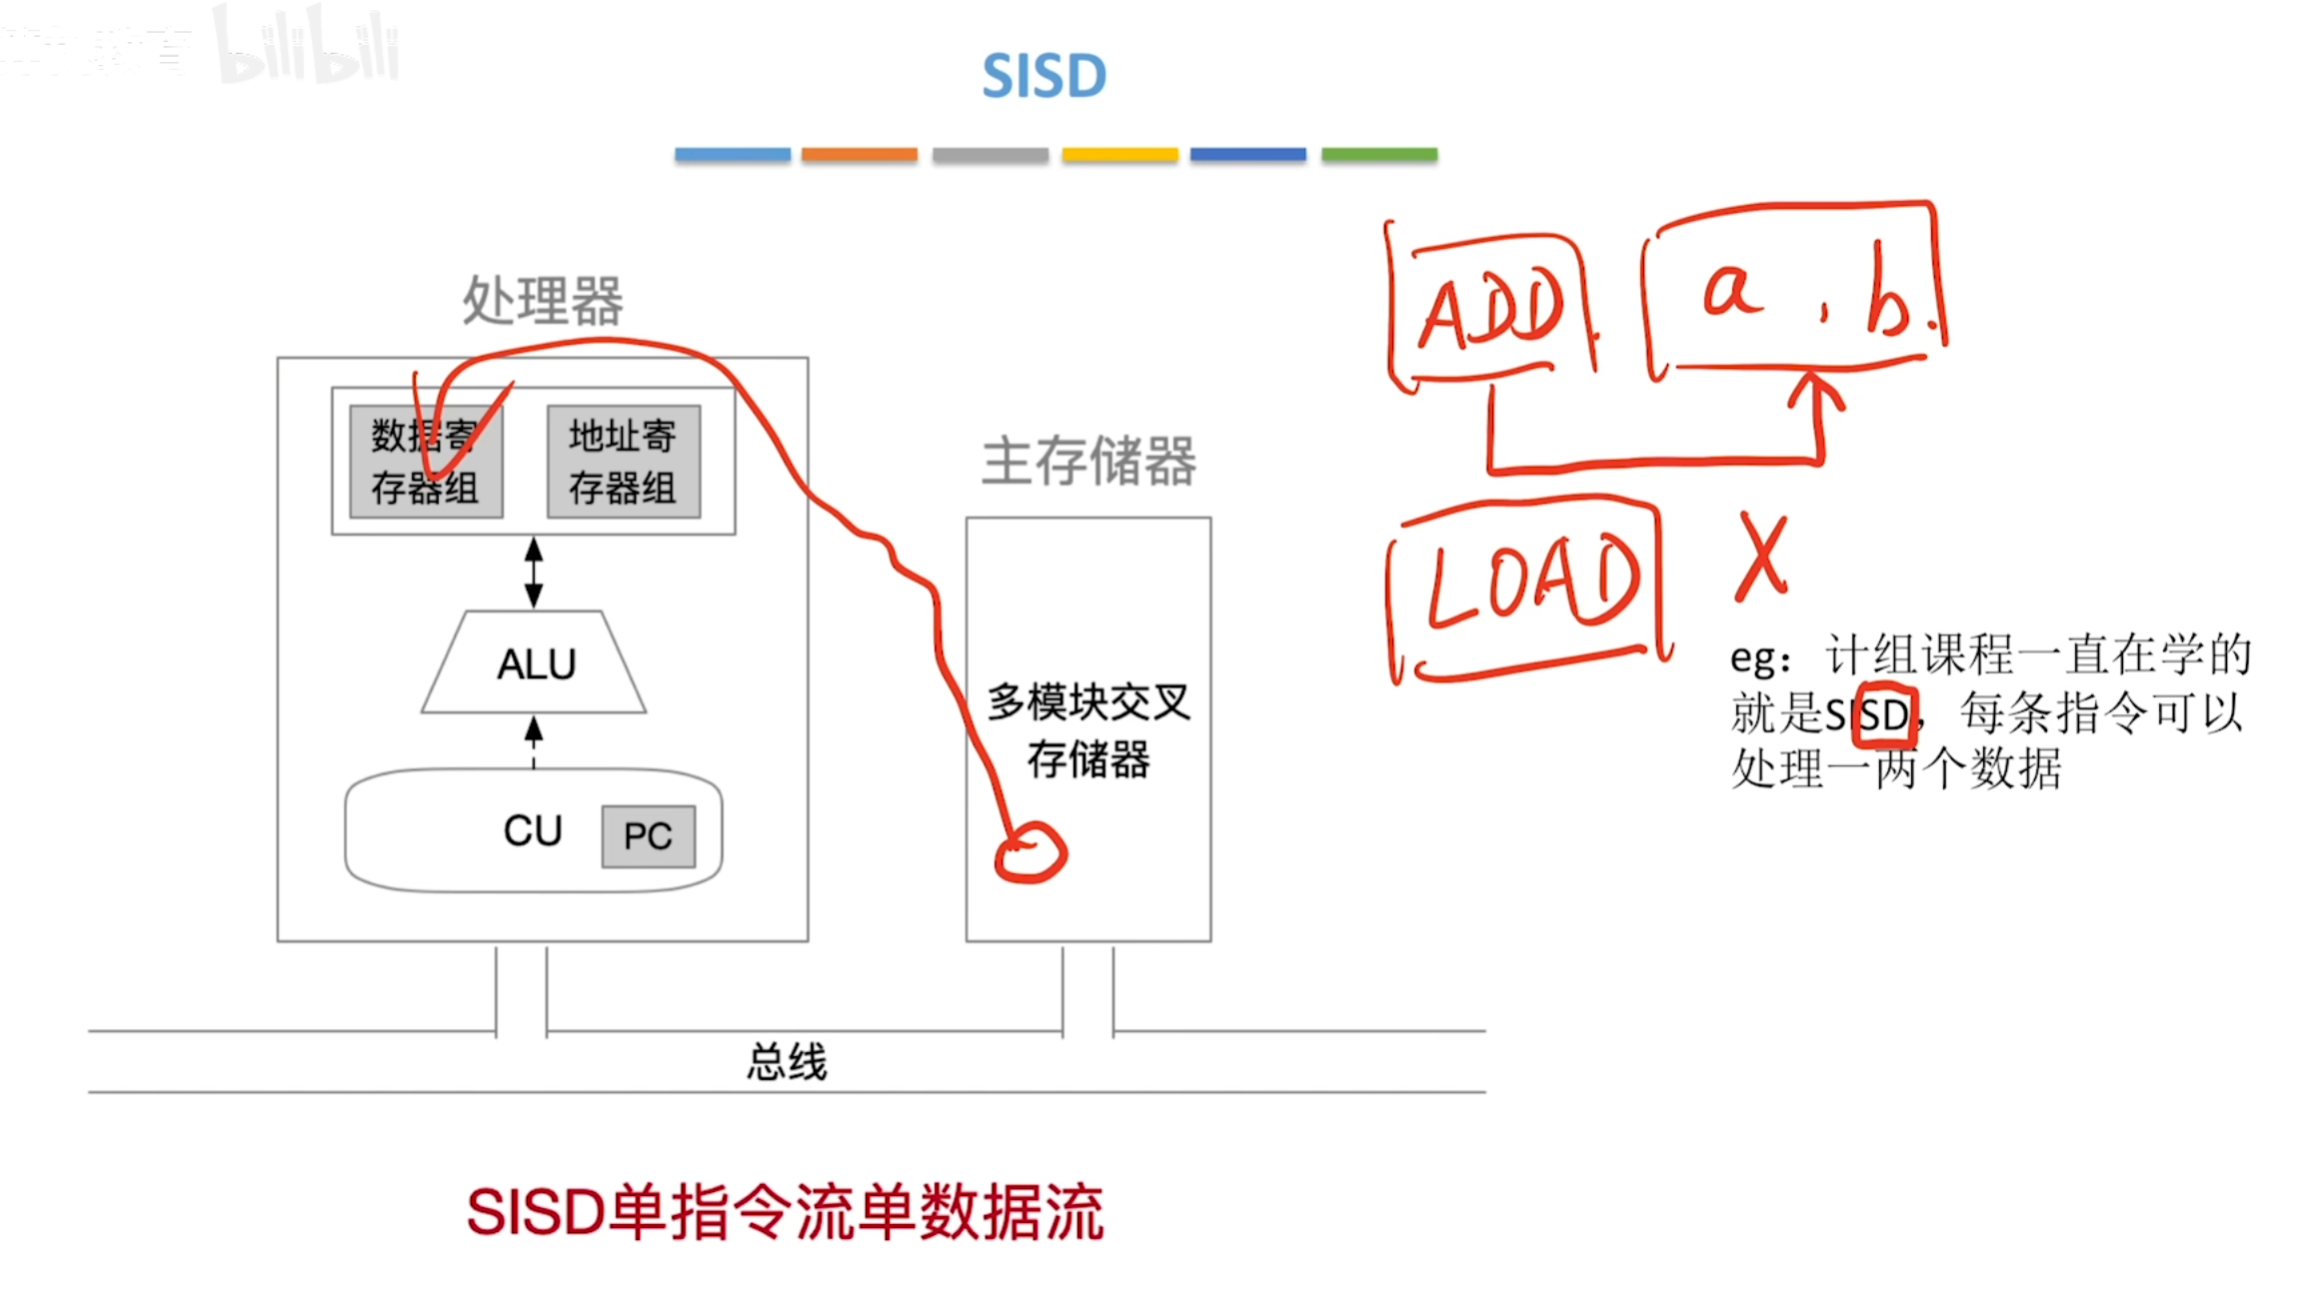 bilibili
SISD
处理器
数据寄
存器组
地址寄
存器组
ALU
CU
PC
主存储器
多模块交叉
存储器
总线
ADD. a , b.
LOAD X
eg：计组课程一直在学的
就是SISD，每条指令可以
处理一两个数据
SISD单指令流单数据流